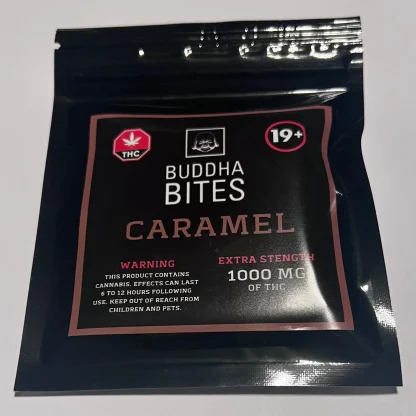 THC
19+
BUDDHA
BITES
CARAMEL
WARNING
THIS PRODUCT CONTAINS
CANNABIS. EFFECTS CAN LAST
6 TO 12 HOURS FOLLOWING
USE. KEEP OUT OF REACH FROM
CHILDREN AND PETS.
EXTRA STENGTH
1000 MG
OF THC